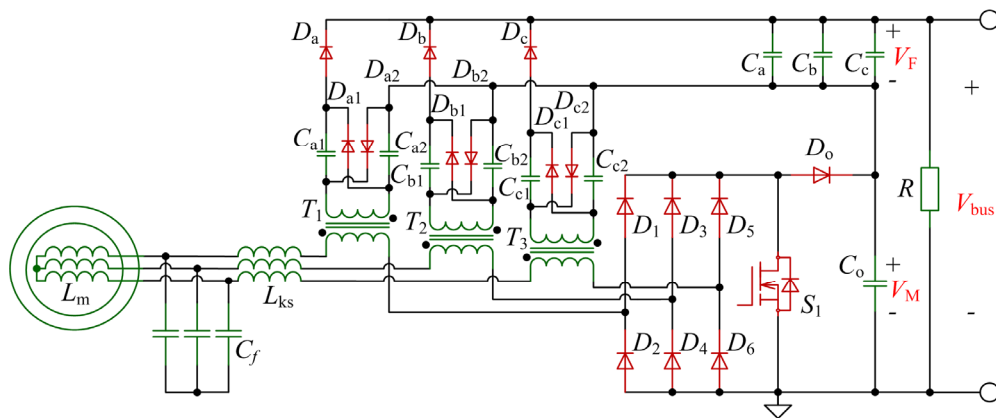 Da Db Dc
Da2 Db2
Ca Cb Cc + VF -
Da1 Db1 Dc1 Dc2
Ca1 Ca2 Cb1 Cb2 Cc1 Cc2
+
Do
R
T1 T2 T3
D1 D3 D5
Vbus
Lm Lks
Co + VM -
S1
-
Cf
D2 D4 D6